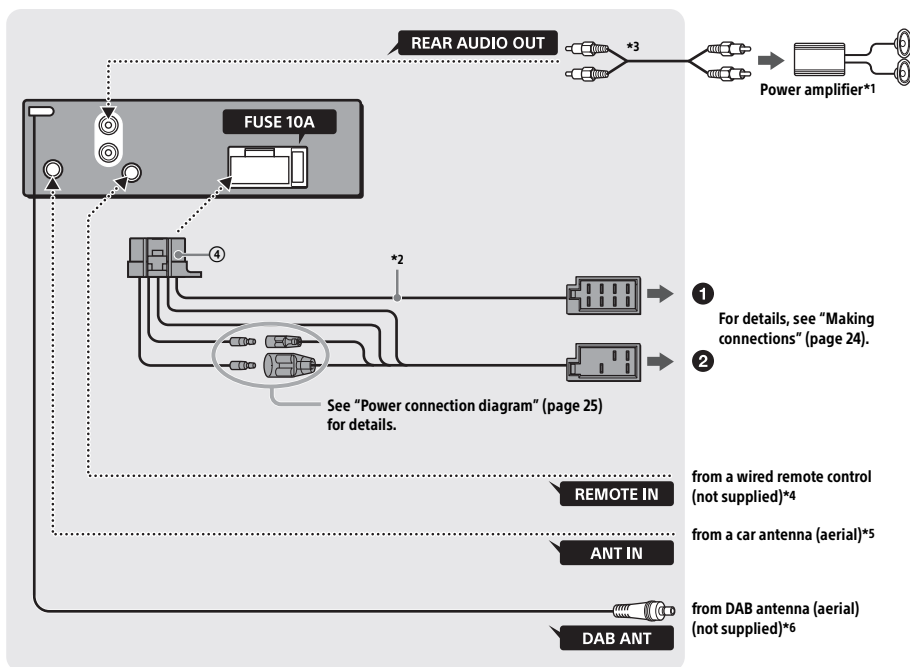 REAR AUDIO OUT
*3
Power amplifier*1
FUSE 10A
④
*2
❶
For details, see “Making
connections” (page 24).
❷
See “Power connection diagram” (page 25)
for details.
from a wired remote control
(not supplied)*4
REMOTE IN
from a car antenna (aerial)*5
ANT IN
from DAB antenna (aerial)
(not supplied)*6
DAB ANT